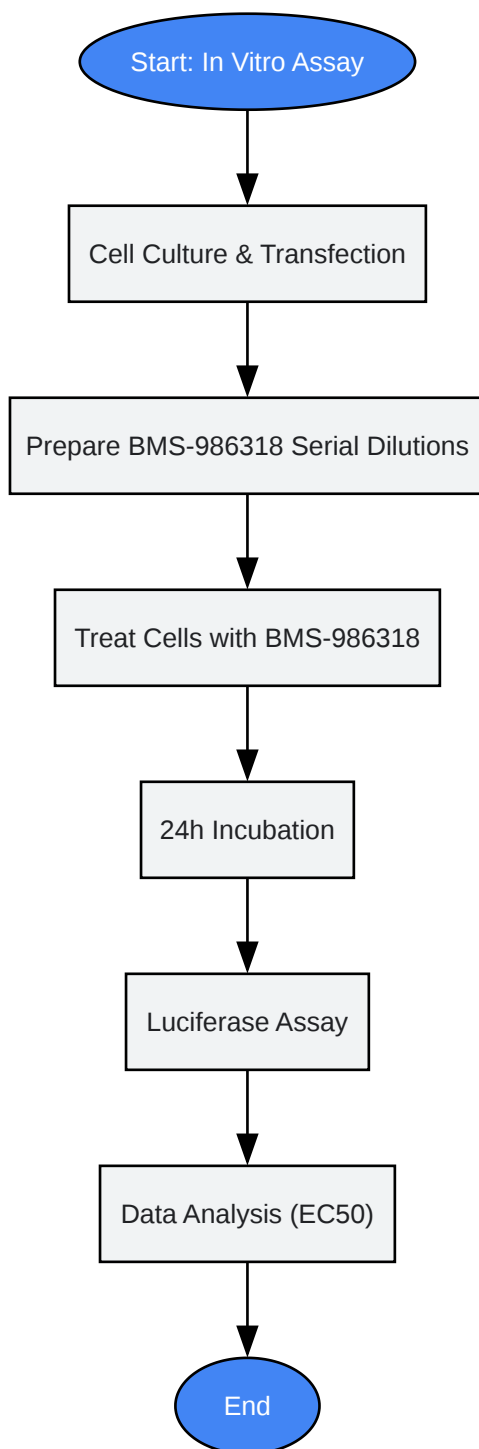 Start: In Vitro Assay
Cell Culture & Transfection
Prepare BMS-986318 Serial Dilutions
Treat Cells with BMS-986318
24h Incubation
Luciferase Assay
Data Analysis (EC50)
End